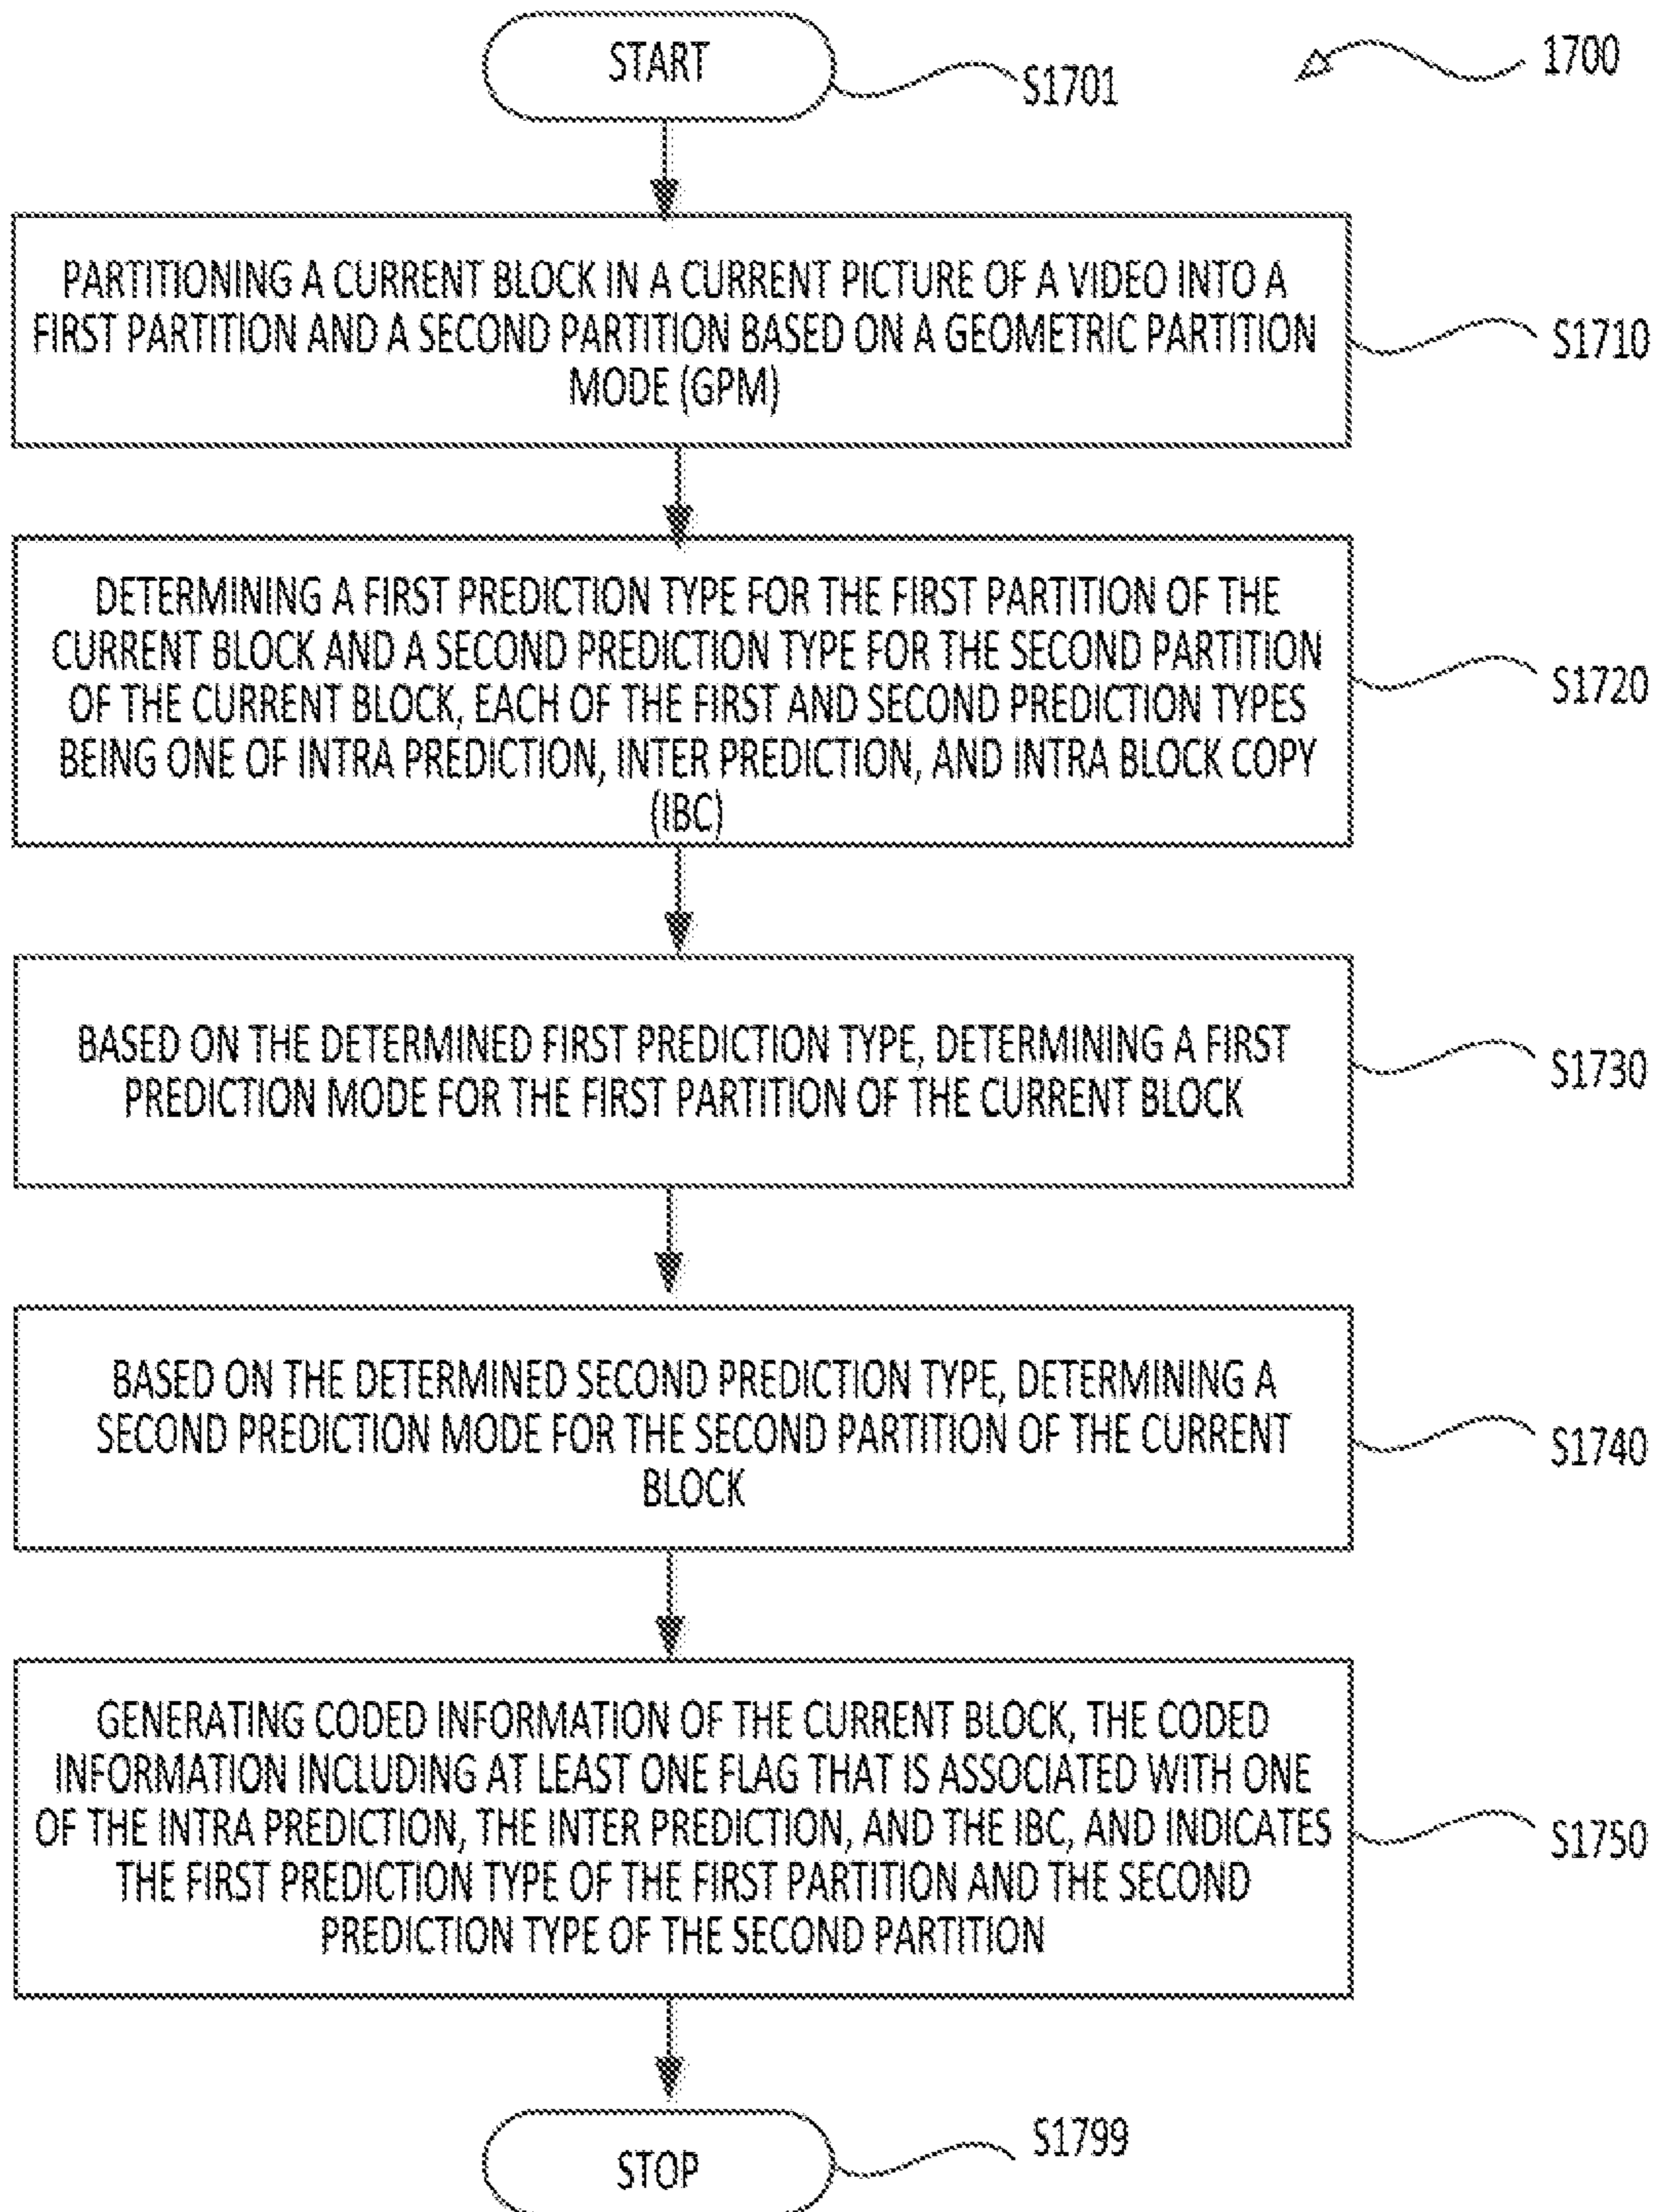 START
S1701
1700
PARTITIONING A CURRENT BLOCK IN A CURRENT PICTURE OF A VIDEO INTO A
FIRST PARTITION AND A SECOND PARTITION BASED ON A GEOMETRIC PARTITION
MODE (GPM)
S1710
DETERMINING A FIRST PREDICTION TYPE FOR THE FIRST PARTITION OF THE
CURRENT BLOCK AND A SECOND PREDICTION TYPE FOR THE SECOND PARTITION
OF THE CURRENT BLOCK, EACH OF THE FIRST AND SECOND PREDICTION TYPES
BEING ONE OF INTRA PREDICTION, INTER PREDICTION, AND INTRA BLOCK COPY
(IBC)
S1720
BASED ON THE DETERMINED FIRST PREDICTION TYPE, DETERMINING A FIRST
PREDICTION MODE FOR THE FIRST PARTITION OF THE CURRENT BLOCK
S1730
BASED ON THE DETERMINED SECOND PREDICTION TYPE, DETERMINING A
SECOND PREDICTION MODE FOR THE SECOND PARTITION OF THE CURRENT
BLOCK
S1740
GENERATING CODED INFORMATION OF THE CURRENT BLOCK, THE CODED
INFORMATION INCLUDING AT LEAST ONE FLAG THAT IS ASSOCIATED WITH ONE
OF THE INTRA PREDICTION, THE INTER PREDICTION, AND THE IBC, AND INDICATES
THE FIRST PREDICTION TYPE OF THE FIRST PARTITION AND THE SECOND
PREDICTION TYPE OF THE SECOND PARTITION
S1750
STOP
S1799